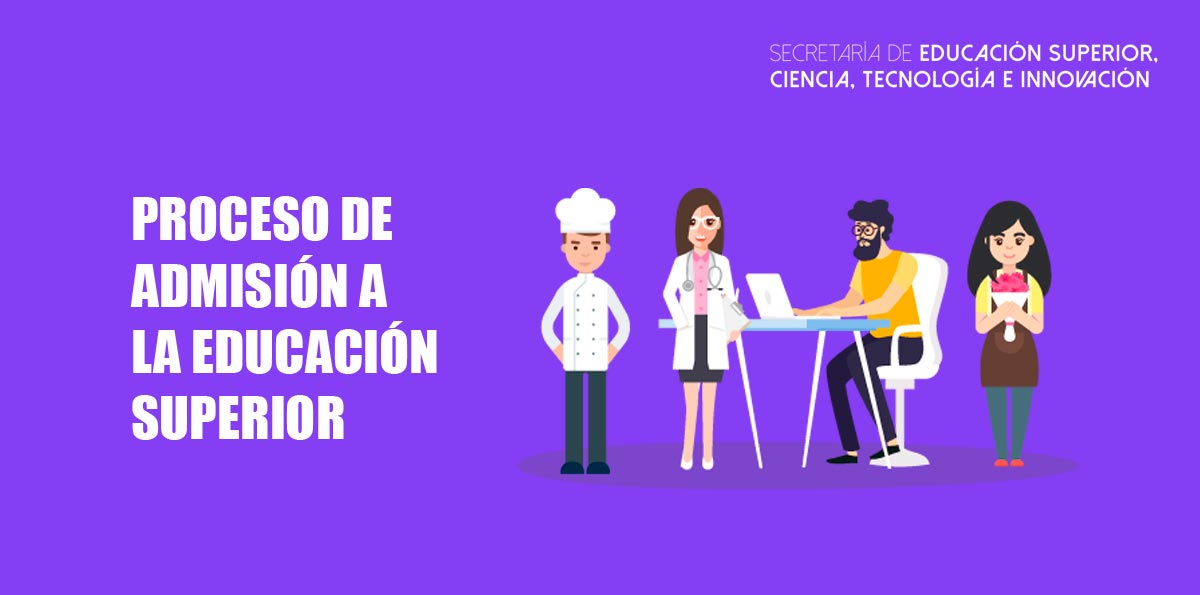 SECRETARÍA DE EDUCACIÓN SUPERIOR,
CIENCIA, TECNOLOGÍA E INNOVACIÓN
PROCESO DE
ADMISIÓN A
LA EDUCACIÓN
SUPERIOR